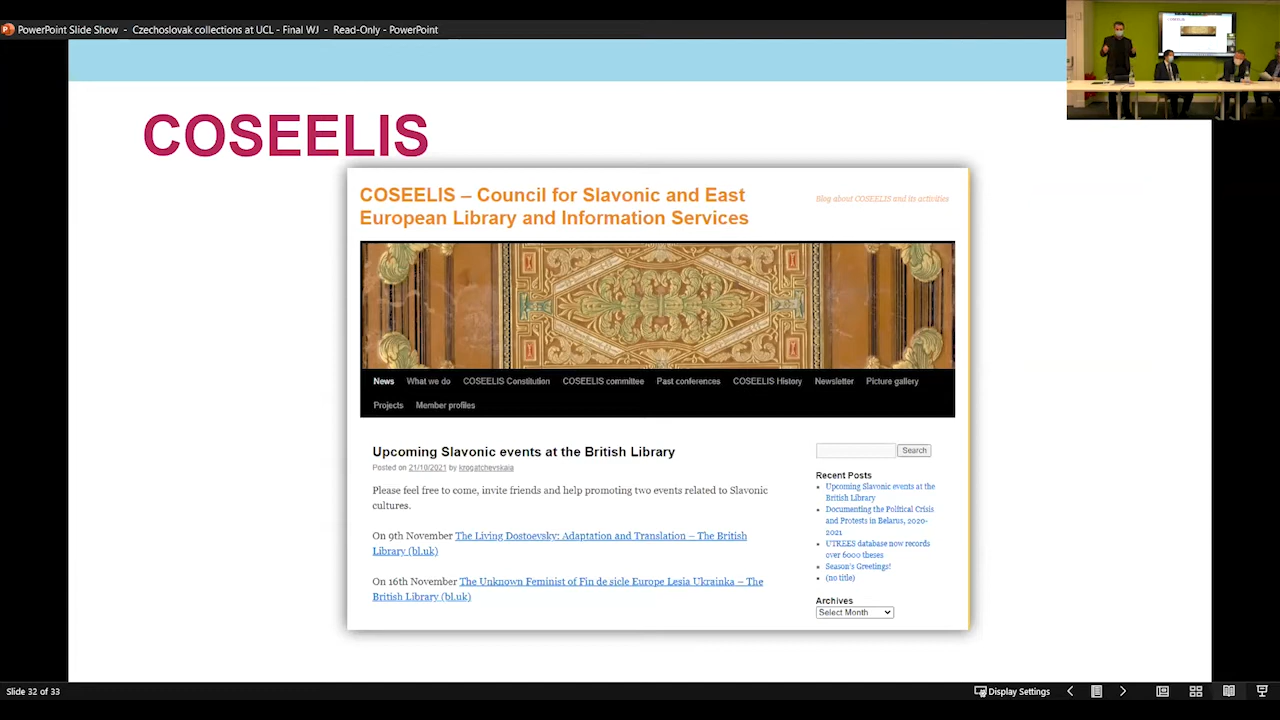 PowerPoint Slide Show - Czechoslovak collections at UCL - Final WJ - Read-Only - PowerPoint
COSEELIS
COSEELIS – Council for Slavonic and East
European Library and Information Services
Blog about COSEELIS and its activities
News What we do COSEELIS Constitution COSEELIS committee Past conferences COSEELIS History Newsletter Picture gallery
Projects Member profiles
Upcoming Slavonic events at the British Library
Posted on 21/10/2021 by krogatchevskaia
Please feel free to come, invite friends and help promoting two events related to Slavonic
cultures.
On 9th November The Living Dostoevsky: Adaptation and Translation – The British
Library (bl.uk)
On 16th November The Unknown Feminist of Fin de sicle Europe Lesia Ukrainka – The
British Library (bl.uk)
Search
Recent Posts
Upcoming Slavonic events at the
British Library
Documenting the Political Crisis
and Protests in Belarus, 2020-
2021
UTREES database now records
over 6000 theses
Season's Greetings!
(no title)
Archives
Select Month
Slide 32 of 33
Display Settings